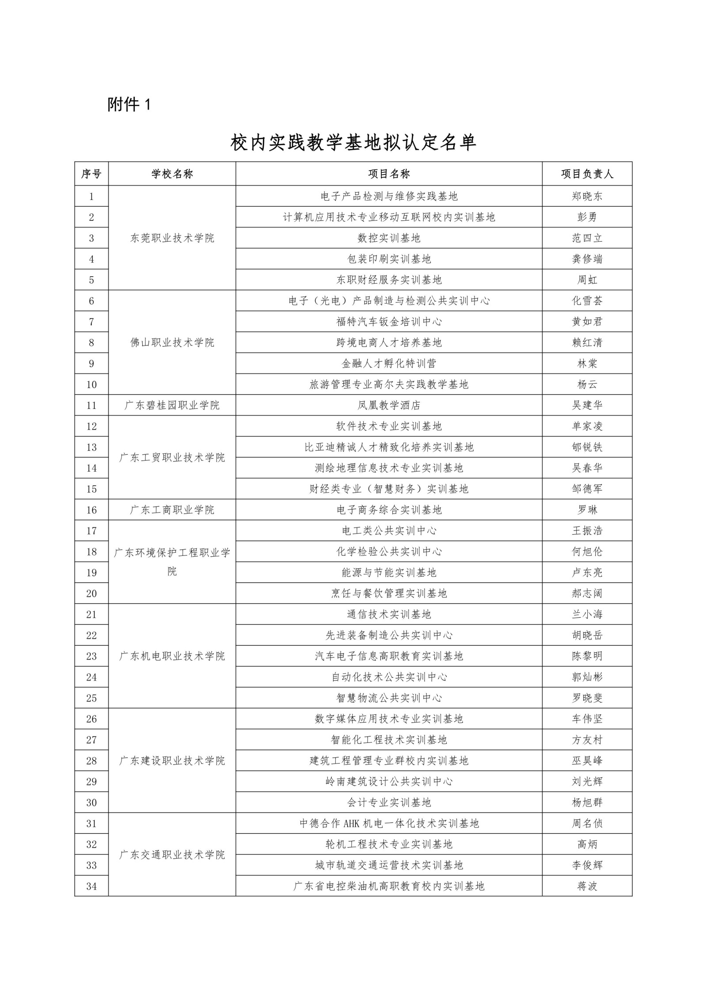 附件1
校内实践教学基地拟认定名单
序号 学校名称 项目名称 项目负责人
1 东莞职业技术学院 电子产品检测与维修实践基地 郑晓东
2 计算机应用技术专业移动互联网校内实训基地 彭勇
3 数控实训基地 范四立
4 包装印刷实训基地 龚修端
5 东职财经服务实训基地 周虹
6 佛山职业技术学院 电子（光电）产品制造与检测公共实训中心 化雪荟
7 福特汽车钣金培训中心 黄如君
8 跨境电商人才培养基地 赖红清
9 金融人才孵化特训营 林棠
10 旅游管理专业高尔夫实践教学基地 杨云
11 广东碧桂园职业学院 凤凰教学酒店 吴建华
12 广东工贸职业技术学院 软件技术专业实训基地 单家凌
13 比亚迪精诚人才精致化培养实训基地 郇锐铁
14 测绘地理信息技术专业实训基地 吴春华
15 财经类专业（智慧财务）实训基地 邹德军
16 广东工商职业学院 电子商务综合实训基地 罗琳
17 广东环境保护工程职业学院 电工类公共实训中心 王振浩
18 化学检验公共实训中心 何旭伦
19 能源与节能实训基地 卢东亮
20 烹饪与餐饮管理实训基地 郝志阔
21 广东机电职业技术学院 通信技术实训基地 兰小海
22 先进装备制造公共实训中心 胡晓岳
23 汽车电子信息高职教育实训基地 陈黎明
24 自动化技术公共实训中心 郭灿彬
25 智慧物流公共实训中心 罗晓斐
26 广东建设职业技术学院 数字媒体应用技术专业实训基地 车伟坚
27 智能化工程技术实训基地 方友村
28 建筑工程管理专业群校内实训基地 巫昊峰
29 岭南建筑设计公共实训中心 刘光辉
30 会计专业实训基地 杨旭群
31 广东交通职业技术学院 中德合作 AHK 机电一体化技术实训基地 周名侦
32 轮机工程技术专业实训基地 高炳
33 城市轨道交通运营技术实训基地 李俊辉
34 广东省电控柴油机高职教育校内实训基地 蒋波